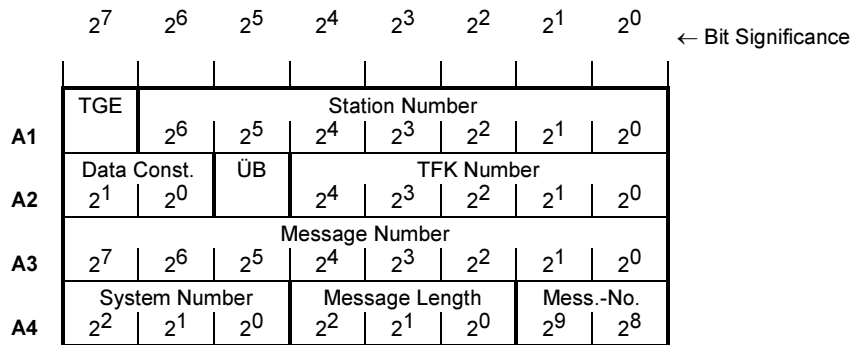 2⁷ 2⁶ 2⁵ 2⁴ 2³ 2² 2¹ 2⁰ ← Bit Significance
TGE Station Number
A1 2⁶ 2⁵ 2⁴ 2³ 2² 2¹ 2⁰
Data Const. ÜB TFK Number
A2 2¹ 2⁰ 2⁴ 2³ 2² 2¹ 2⁰
Message Number
A3 2⁷ 2⁶ 2⁵ 2⁴ 2³ 2² 2¹ 2⁰
System Number Message Length Mess.-No.
A4 2² 2¹ 2⁰ 2² 2¹ 2⁰ 2⁹ 2⁸